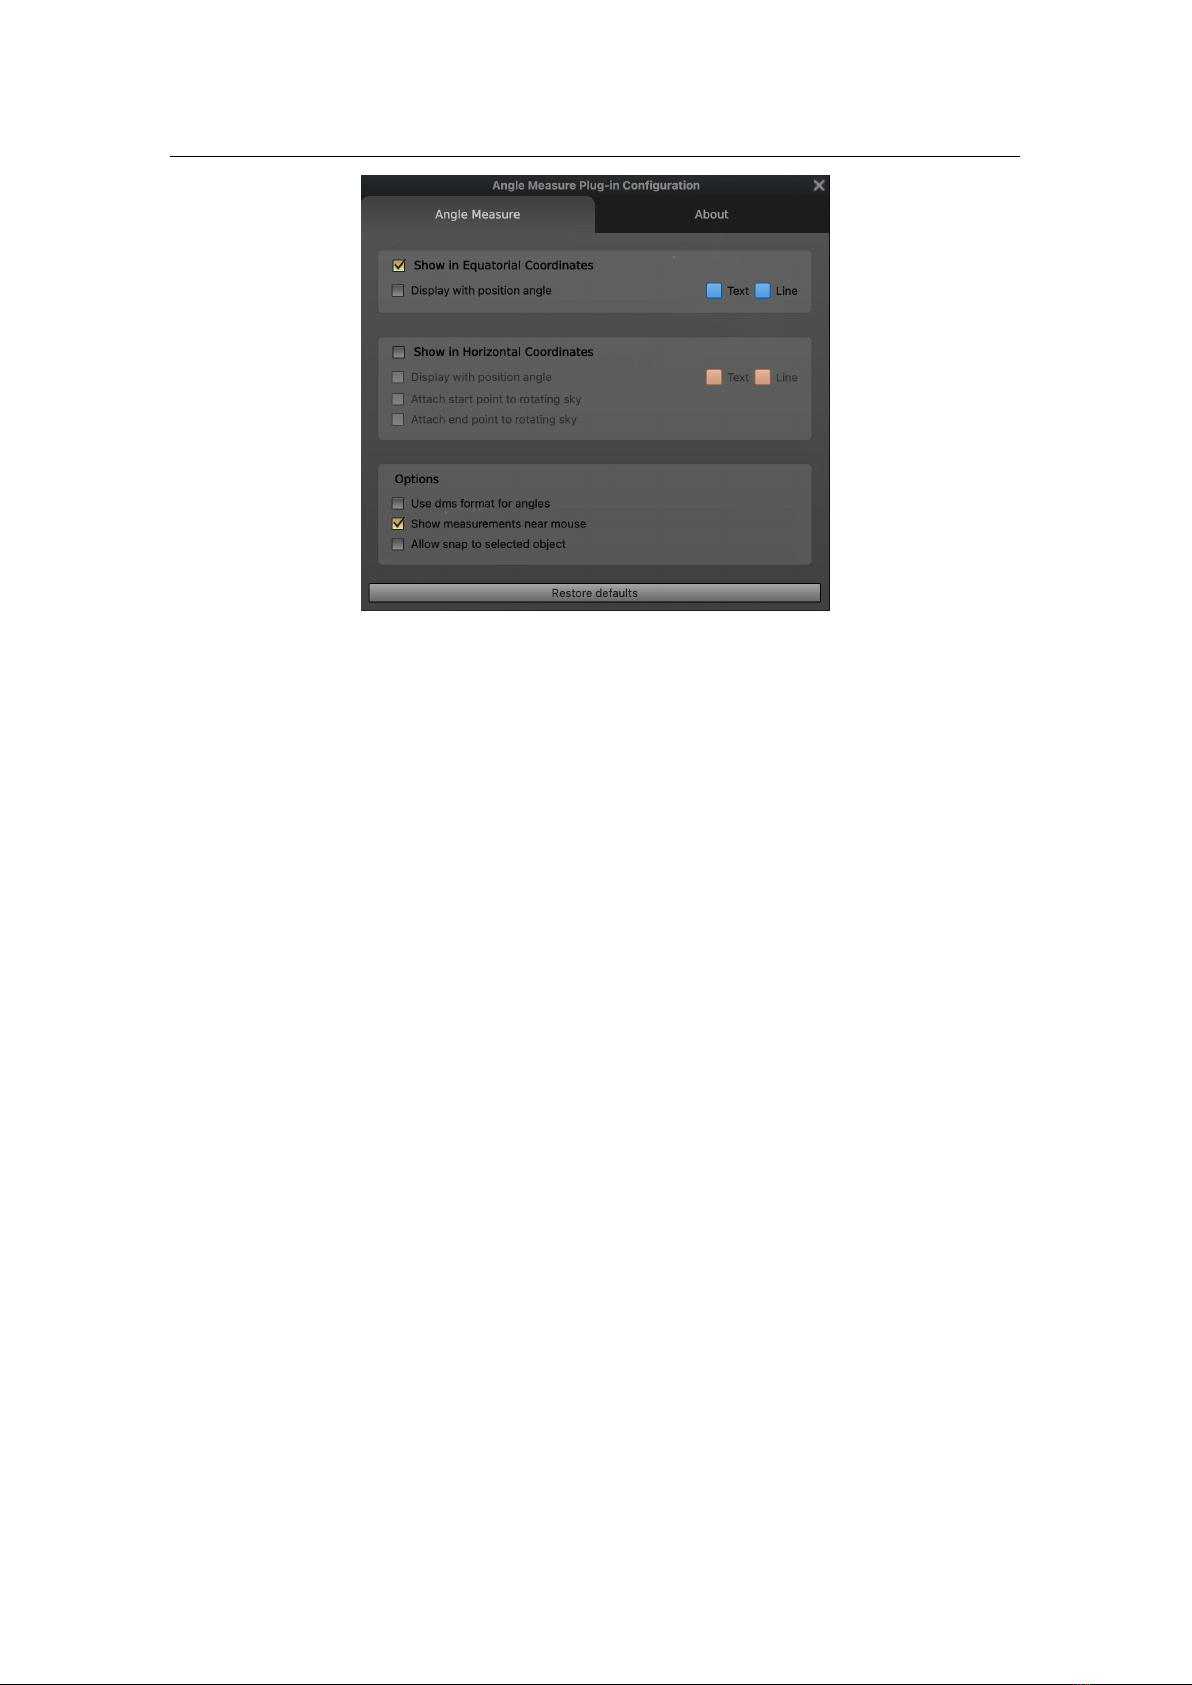 Angle Measure Plug-in Configuration
Angle Measure About
Show in Equatorial Coordinates
Display with position angle Text Line
Show in Horizontal Coordinates
Display with position angle Text Line
Attach start point to rotating sky
Attach end point to rotating sky
Options
Use dms format for angles
Show measurements near mouse
Allow snap to selected object
Restore defaults